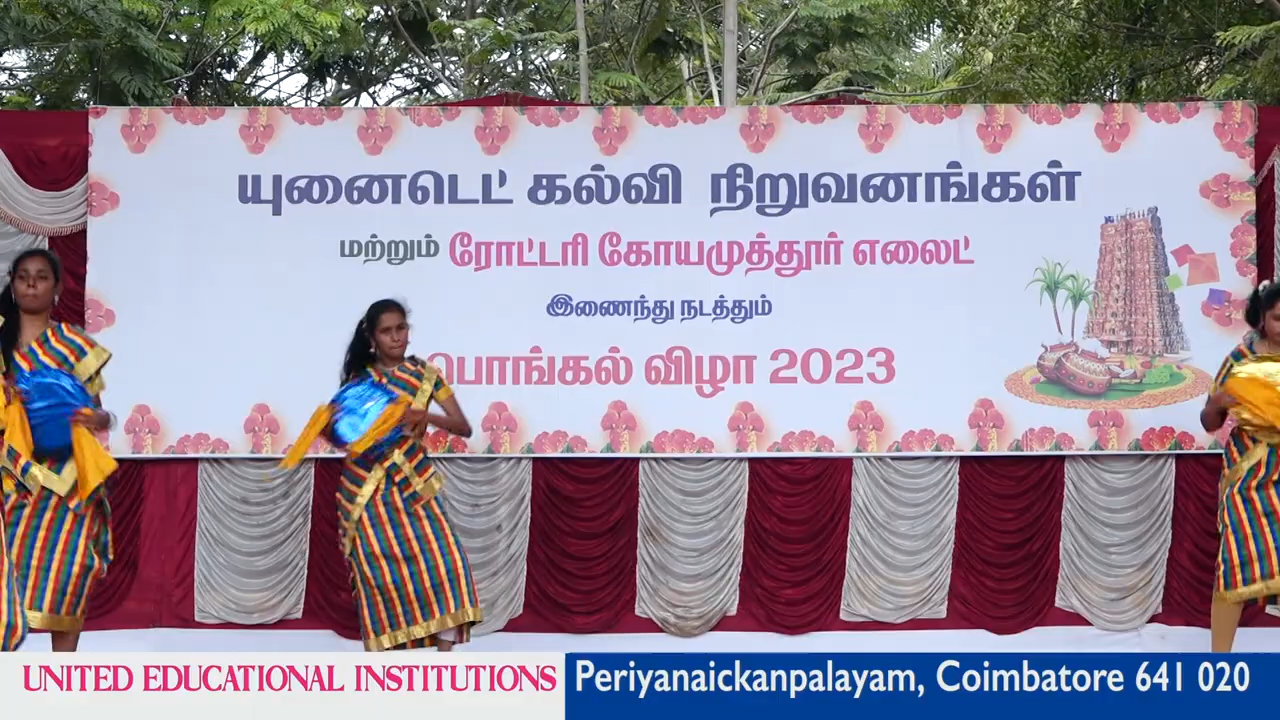 யுனைடெட் கல்வி நிறுவனங்கள்
மற்றும் ரோட்டரி கோயமுத்தூர் எலைட்
இணைந்து நடத்தும்
பொங்கல் விழா 2023
UNITED EDUCATIONAL INSTITUTIONS Periyanaickanpalayam, Coimbatore 641 020